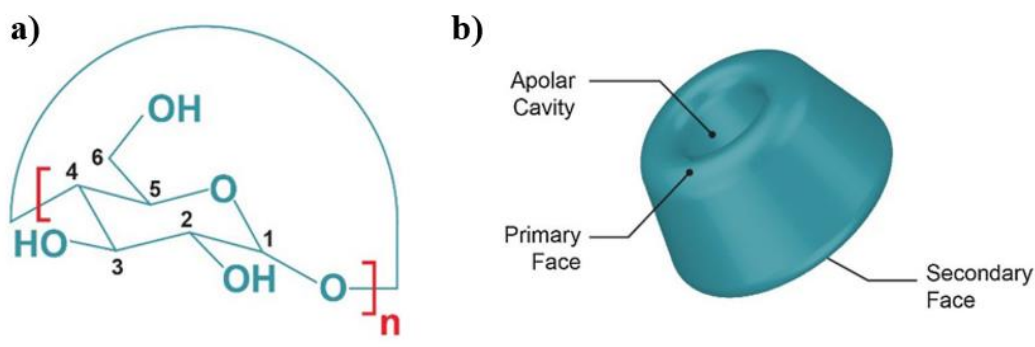 a)
OH
6
4
5
O
HO
3
2
OH
1
O
n
b)
Apolar
Cavity
Primary
Face
Secondary
Face